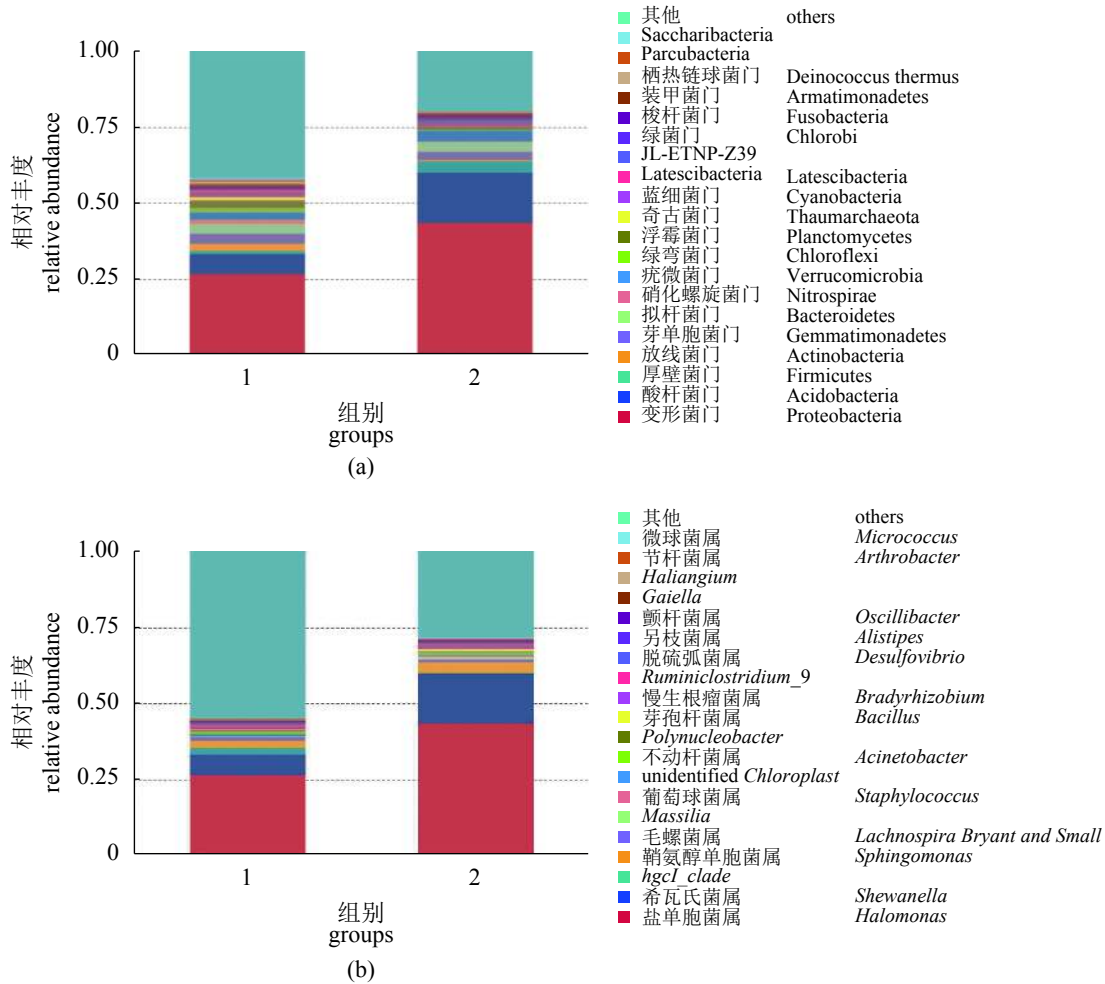 1.00
0.75
0.50
0.25
0
相对丰度
relative abundance
1
2
组别
groups
(a)
其他 others
Saccharibacteria
Parcubacteria
栖热链球菌门 Deinococcus thermus
装甲菌门 Armatimonadetes
梭杆菌门 Fusobacteria
绿菌门 Chlorobi
JL-ETNP-Z39
Latescibacteria Latescibacteria
蓝细菌门 Cyanobacteria
奇古菌门 Thaumarchaeota
浮霉菌门 Planctomycetes
绿弯菌门 Chloroflexi
疣微菌门 Verrucomicrobia
硝化螺旋菌门 Nitrospirae
拟杆菌门 Bacteroidetes
芽单胞菌门 Gemmatimonadetes
放线菌门 Actinobacteria
厚壁菌门 Firmicutes
酸杆菌门 Acidobacteria
变形菌门 Proteobacteria
1.00
0.75
0.50
0.25
0
相对丰度
relative abundance
1
2
组别
groups
(b)
其他 others
微球菌属 Micrococcus
节杆菌属 Arthrobacter
Haliangium
Gaiella
颤杆菌属 Oscillibacter
另枝菌属 Alistipes
脱硫弧菌属 Desulfovibrio
Ruminiclostridium_9
慢生根瘤菌属 Bradyrhizobium
芽孢杆菌属 Bacillus
Polynucleobacter
不动杆菌属 Acinetobacter
unidentified Chloroplast
葡萄球菌属 Staphylococcus
Massilia
毛螺菌属 Lachnospira Bryant and Small
鞘氨醇单胞菌属 Sphingomonas
hgcI_clade
希瓦氏菌属 Shewanella
盐单胞菌属 Halomonas